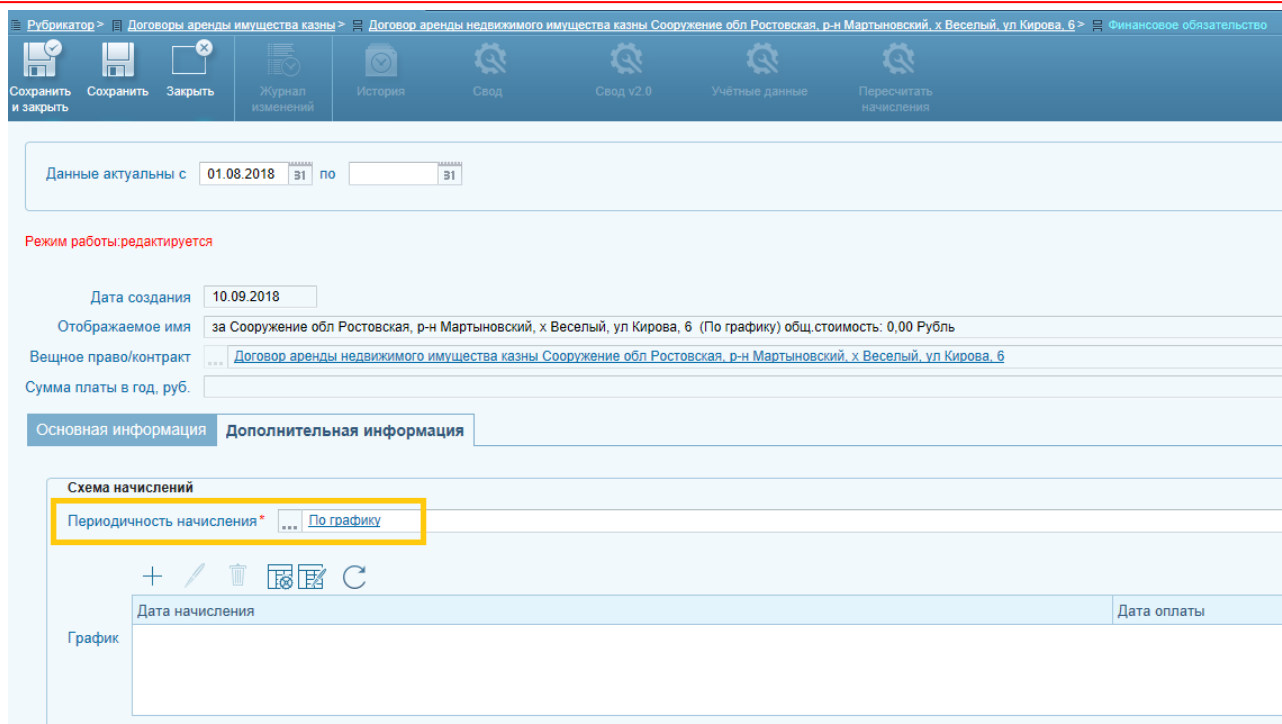 Рубрикатор > Договоры аренды имущества казны > Договор аренды недвижимого имущества казны Сооружение обл Ростовская, р-н Мартыновский, х Веселый, ул Кирова, 6 > Финансовое обязательство
Сохранить и закрыть
Сохранить
Закрыть
Журнал изменений
История
Свод
Свод v2.0
Учётные данные
Пересчитать начисления
Данные актуальны с 01.08.2018 31 по 31
Режим работы:редактируется
Дата создания 10.09.2018
Отображаемое имя за Сооружение обл Ростовская, р-н Мартыновский, х Веселый, ул Кирова, 6 (По графику) общ.стоимость: 0,00 Рубль
Вещное право/контракт ... Договор аренды недвижимого имущества казны Сооружение обл Ростовская, р-н Мартыновский, х Веселый, ул Кирова, 6
Сумма платы в год, руб.
Основная информация Дополнительная информация
Схема начислений
Периодичность начисления* ... По графику
Дата начисления Дата оплаты
График